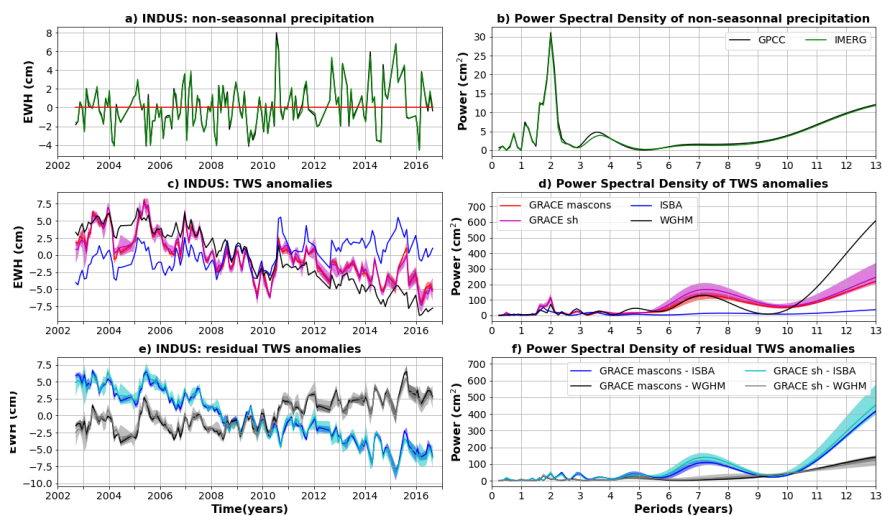 a) INDUS: non-seasonnal precipitation
EWH (cm)
8
6
4
2
0
−2
−4
2002 2004 2006 2008 2010 2012 2014 2016
b) Power Spectral Density of non-seasonnal precipitation
Power (cm²)
GPCC IMERG
30
25
20
15
10
5
0
0 1 2 3 4 5 6 7 8 9 10 11 12 13
c) INDUS: TWS anomalies
EWH (cm)
7.5
5.0
2.5
0.0
−2.5
−5.0
−7.5
2002 2004 2006 2008 2010 2012 2014 2016
d) Power Spectral Density of TWS anomalies
Power (cm²)
GRACE mascons ISBA
GRACE sh WGHM
700
600
500
400
300
200
100
0
0 1 2 3 4 5 6 7 8 9 10 11 12 13
e) INDUS: residual TWS anomalies
EWH (cm)
7.5
5.0
2.5
0.0
−2.5
−5.0
−7.5
−10.0
2002 2004 2006 2008 2010 2012 2014 2016
Time(years)
f) Power Spectral Density of residual TWS anomalies
Power (cm²)
GRACE mascons - ISBA GRACE sh - ISBA
GRACE mascons - WGHM GRACE sh - WGHM
700
600
500
400
300
200
100
0
0 1 2 3 4 5 6 7 8 9 10 11 12 13
Periods (years)